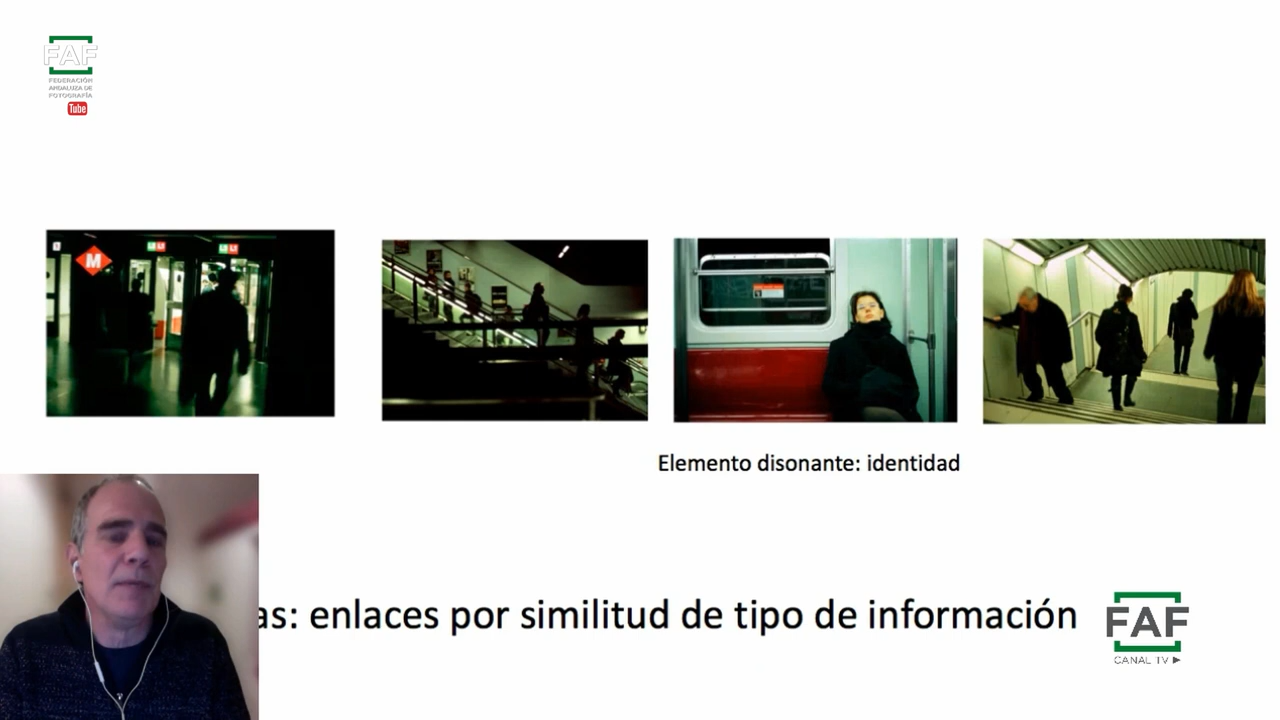 FAF
FEDERACIÓN
ANDALUZA DE
FOTOGRAFÍA
Tube
M
Elemento disonante: identidad
as: enlaces por similitud de tipo de información
FAF
CANAL TV